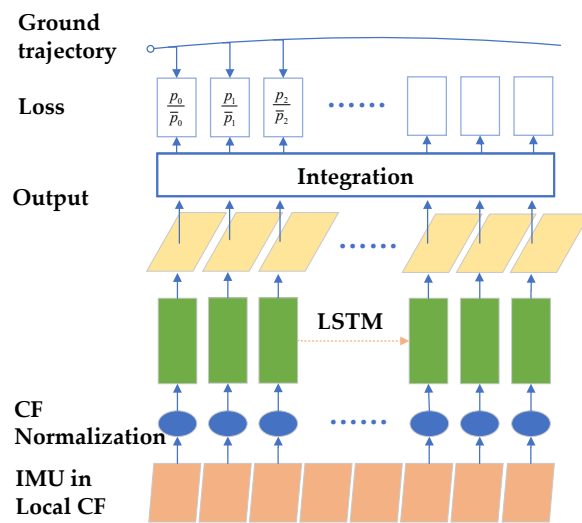 Ground
trajectory
Loss
p₀ p₁ p₂
p̅₀ p̅₁ p̅₂
Integration
Output
LSTM
CF
Normalization
IMU in
Local CF